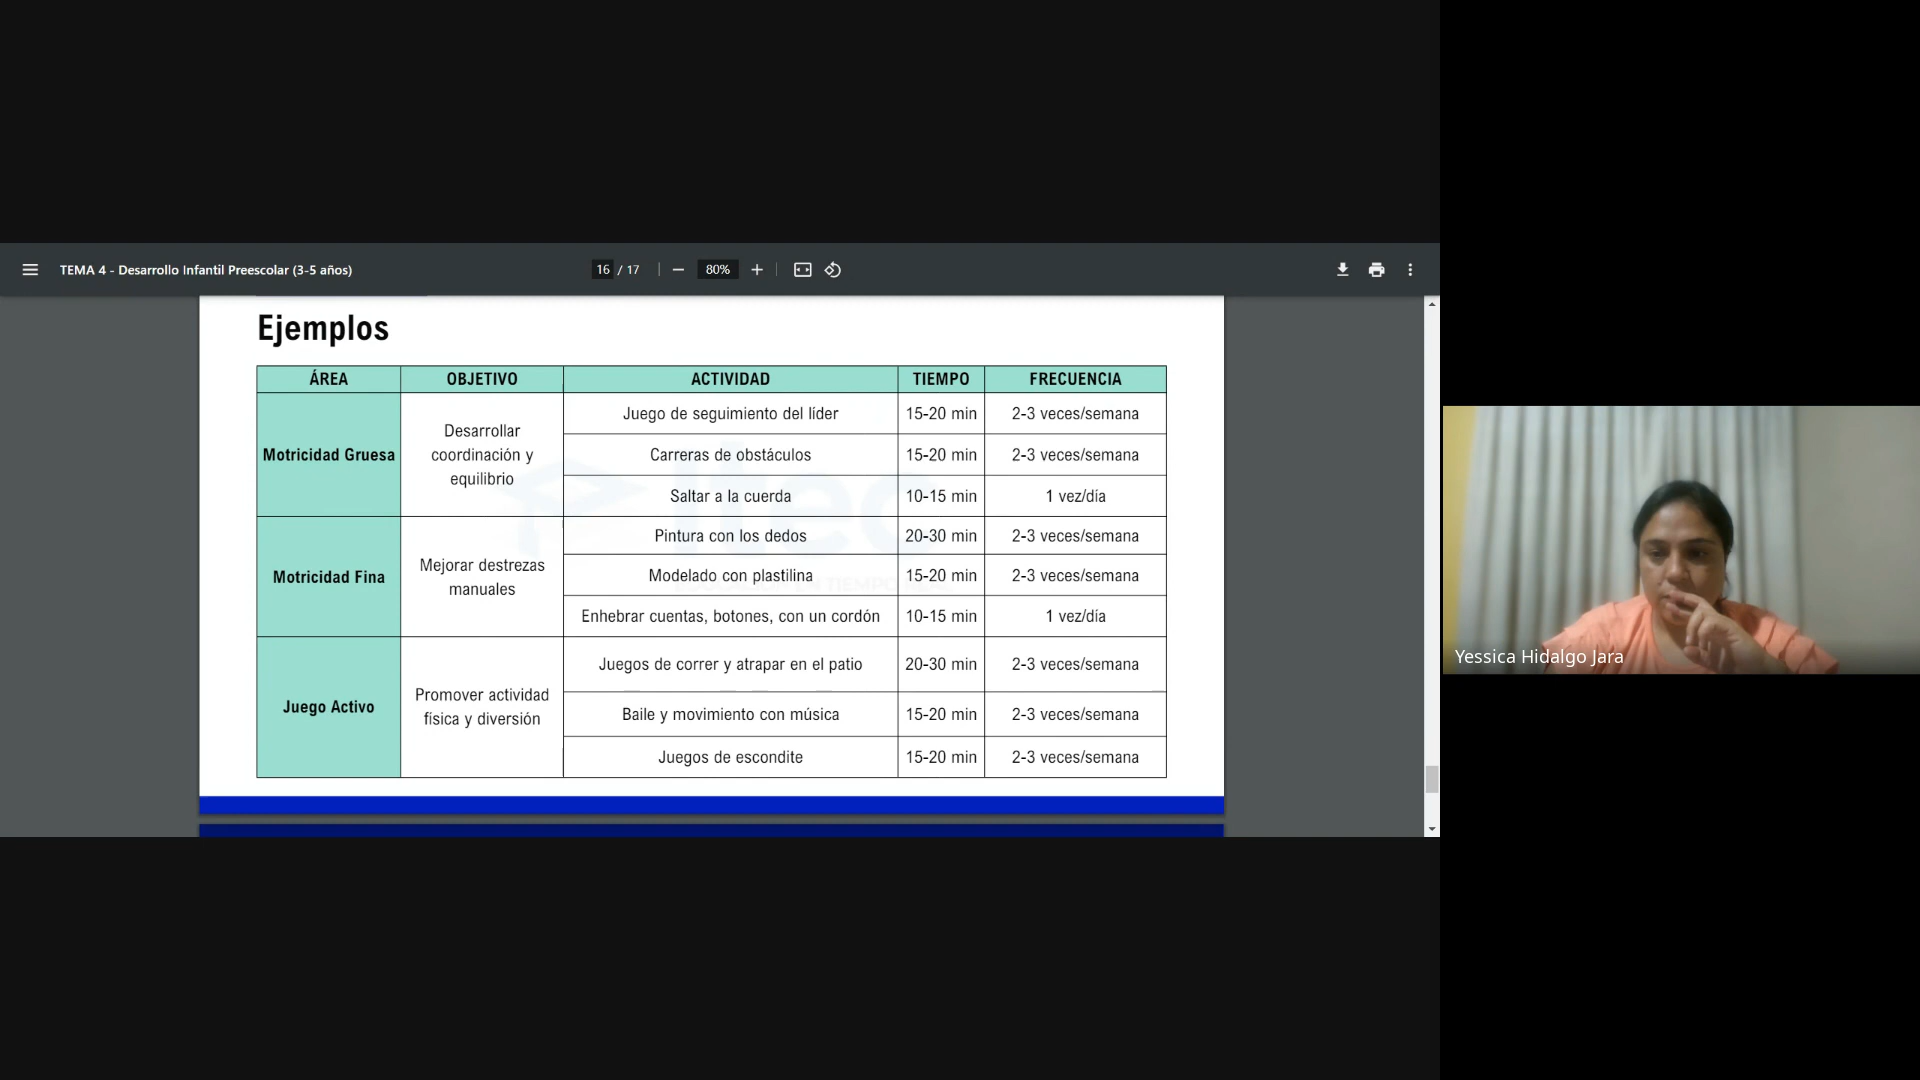 TEMA 4 - Desarrollo Infantil Preescolar (3-5 años)
16 / 17
80%
Ejemplos
ÁREA OBJETIVO ACTIVIDAD TIEMPO FRECUENCIA
Motricidad Gruesa
Desarrollar
coordinación y
equilibrio
Juego de seguimiento del líder 15-20 min 2-3 veces/semana
Carreras de obstáculos 15-20 min 2-3 veces/semana
Saltar a la cuerda 10-15 min 1 vez/día
Motricidad Fina
Mejorar destrezas
manuales
Pintura con los dedos 20-30 min 2-3 veces/semana
Modelado con plastilina 15-20 min 2-3 veces/semana
Enhebrar cuentas, botones, con un cordón 10-15 min 1 vez/día
Juego Activo
Promover actividad
física y diversión
Juegos de correr y atrapar en el patio 20-30 min 2-3 veces/semana
Baile y movimiento con música 15-20 min 2-3 veces/semana
Juegos de escondite 15-20 min 2-3 veces/semana
Yessica Hidalgo Jara